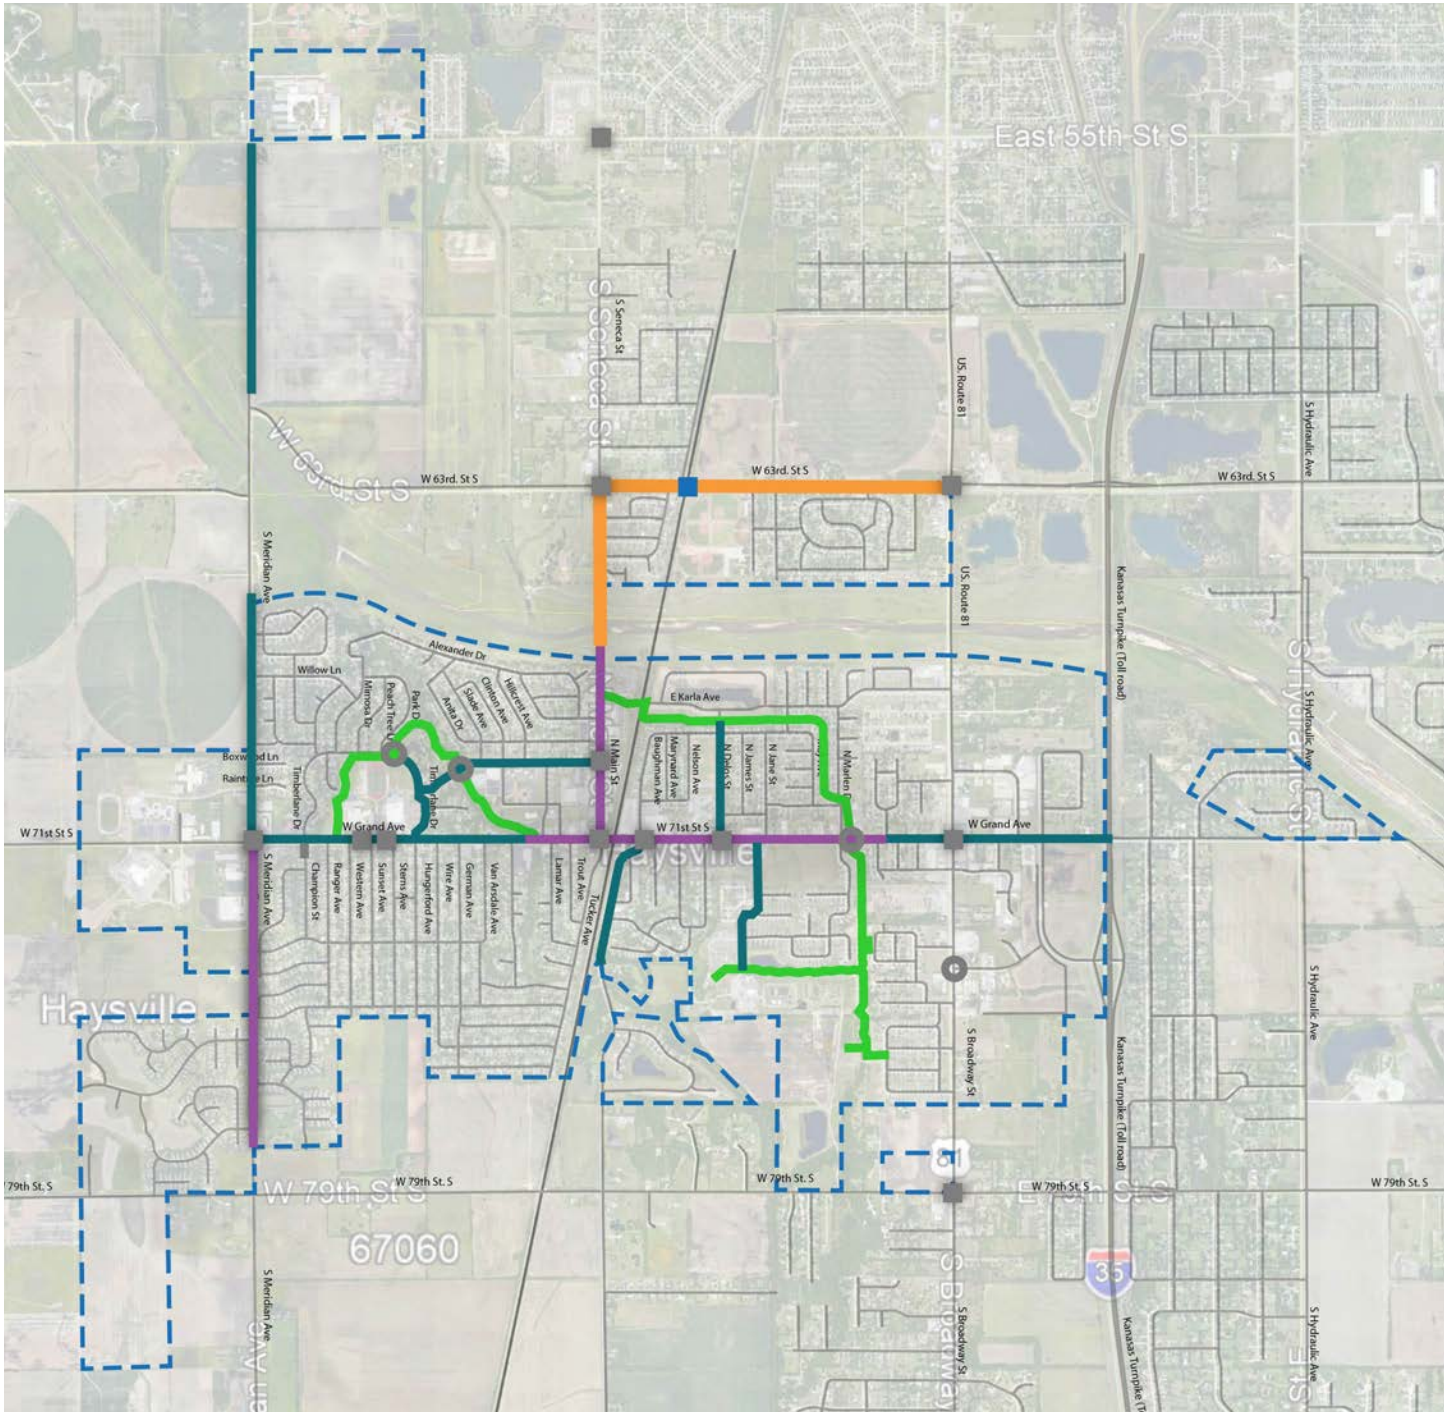 East 55th St S
S Seneca St
S Seneca St
US. Route 81
S Hydraulic Ave
W 63rd. St S
W 63rd. St S
W 63rd. St S
W 63rd. St S
S Meridian Ave
US. Route 81
Kanasas Turnpike (Toll road)
Alexander Dr
Willow Ln
Mimosa Dr
Peach Tree
Park D
Anita Dr
Slade Ave
Clinton Ave
Hillcrest Ave
E Karla Ave
S Hydraulic Ave
N Main St
Baughman Ave
Marynard Ave
Nelson Ave
N Delos St
N James St
N Jane St
N Marlen D
Boxwood Ln
Raintree Ln
Timberlane Dr
Timberlane Dr
W 71st St S
W Grand Ave
W 71st St S
W Grand Ave
aysville
S Meridian Ave
Champion St
Ranger Ave
Western Ave
Sunset Ave
Sterns Ave
Hungerford Ave
Wire Ave
German Ave
Van Arsdale Ave
Lamar Ave
Trout Ave
Tucker Ave
Haysville
S Hydraulic Ave
S Broadway St
Kanasas Turnpike (Toll road)
81
79th St. S
W 79th St S
W 79th St. S
W 79th St. S
W 79th St. S
W 79th St. S
67060
35
S Meridian Ave
S Broadway
S Broadway St
Kanasas Turnpike (T
S Hydraulic Ave
an Ave